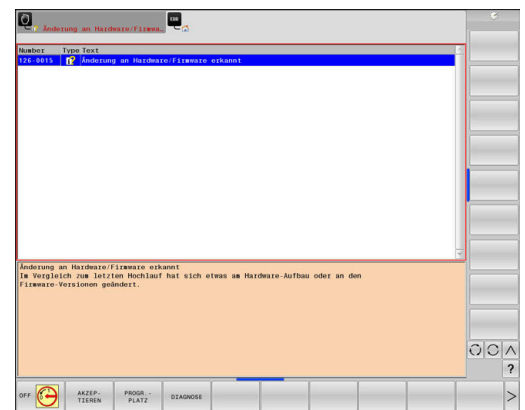 Änderung an Hardware/Firmwa…
Number Type Text
126-0015 Änderung an Hardware/Firmware erkannt
Änderung an Hardware/Firmware erkannt
Im Vergleich zum letzten Hochlauf hat sich etwas am Hardware-Aufbau oder an den
Firmware-Versionen geändert.
OFF AKZEP-
TIEREN PROGR.-
PLATZ DIAGNOSE >
?